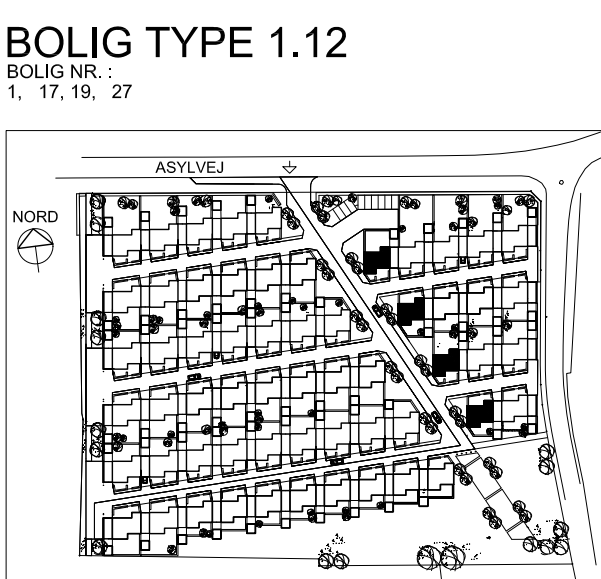 BOLIG TYPE 1.12
BOLIG NR. :
1, 17, 19, 27
ASYLVEJ
NORD